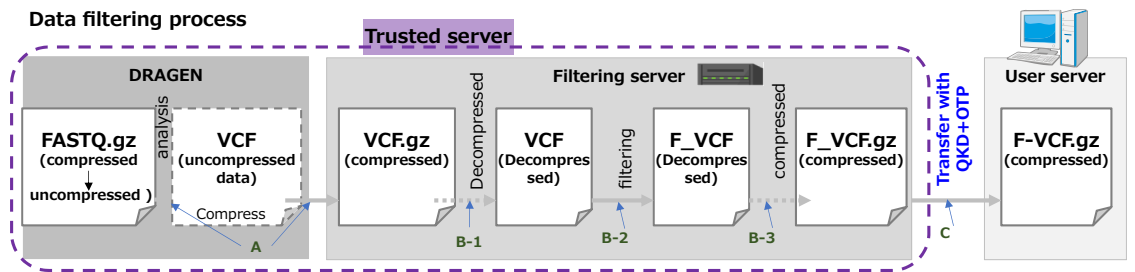 Data filtering process
Trusted server
DRAGEN
FASTQ.gz
(compressed
uncompressed )
analysis
VCF
(uncompressed
data)
Compress
A
Filtering server
VCF.gz
(compressed)
Decompressed
B-1
VCF
(Decompres
sed)
filtering
B-2
F_VCF
(Decompres
sed)
compressed
B-3
F_VCF.gz
(compressed)
Transfer with
QKD+OTP
C
User server
F-VCF.gz
(compressed)